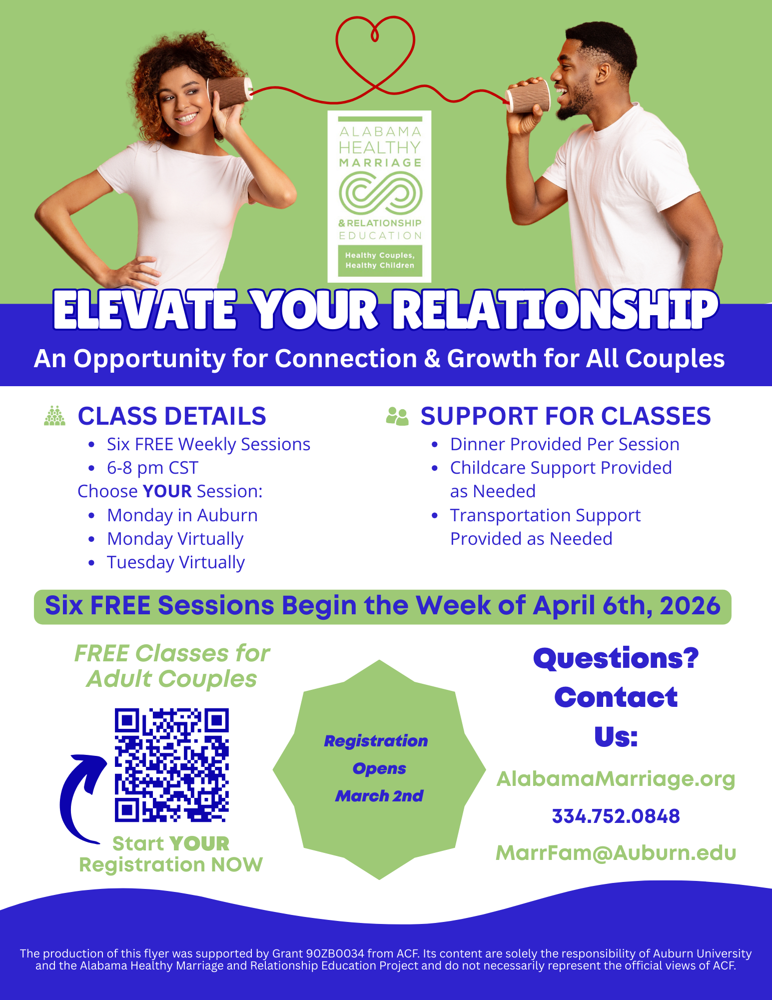 ALABAMA
HEALTHY
MARRIAGE
& RELATIONSHIP
EDUCATION
Healthy Couples,
Healthy Children
ELEVATE YOUR RELATIONSHIP
An Opportunity for Connection & Growth for All Couples
CLASS DETAILS
• Six FREE Weekly Sessions
• 6-8 pm CST
Choose YOUR Session:
• Monday in Auburn
• Monday Virtually
• Tuesday Virtually
SUPPORT FOR CLASSES
• Dinner Provided Per Session
• Childcare Support Provided
as Needed
• Transportation Support
Provided as Needed
Six FREE Sessions Begin the Week of April 6th, 2026
FREE Classes for
Adult Couples
Start YOUR
Registration NOW
Registration
Opens
March 2nd
Questions?
Contact
Us:
AlabamaMarriage.org
334.752.0848
MarrFam@Auburn.edu
The production of this flyer was supported by Grant 90ZB0034 from ACF. Its content are solely the responsibility of Auburn University
and the Alabama Healthy Marriage and Relationship Education Project and do not necessarily represent the official views of ACF.